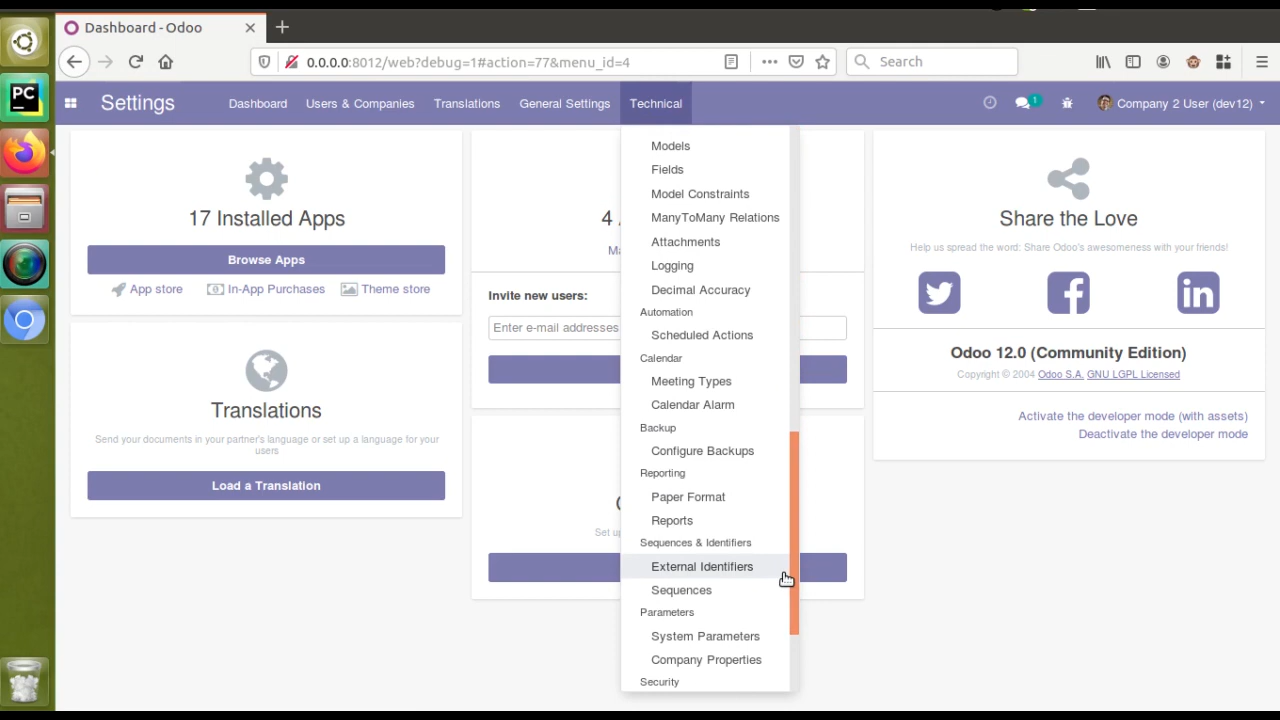 Dashboard - Odoo
0.0.0.0:8012/web?debug=1#action=77&menu_id=4
Search
PC
Settings
Dashboard
Users & Companies
Translations
General Settings
Technical
1
Company 2 User (dev12)
17 Installed Apps
Browse Apps
App store
In-App Purchases
Theme store
Translations
Send your documents in your partner's language or set up a language for your
users
Load a Translation
4
Invite new users:
Enter e-mail addresses
Set up
Models
Fields
Model Constraints
ManyToMany Relations
Attachments
Logging
Decimal Accuracy
Automation
Scheduled Actions
Calendar
Meeting Types
Calendar Alarm
Backup
Configure Backups
Reporting
Paper Format
Reports
Sequences & Identifiers
External Identifiers
Sequences
Parameters
System Parameters
Company Properties
Security
Share the Love
Help us spread the word: Share Odoo's awesomeness with your friends!
in
Odoo 12.0 (Community Edition)
Copyright © 2004 Odoo S.A. GNU LGPL Licensed
Activate the developer mode (with assets)
Deactivate the developer mode